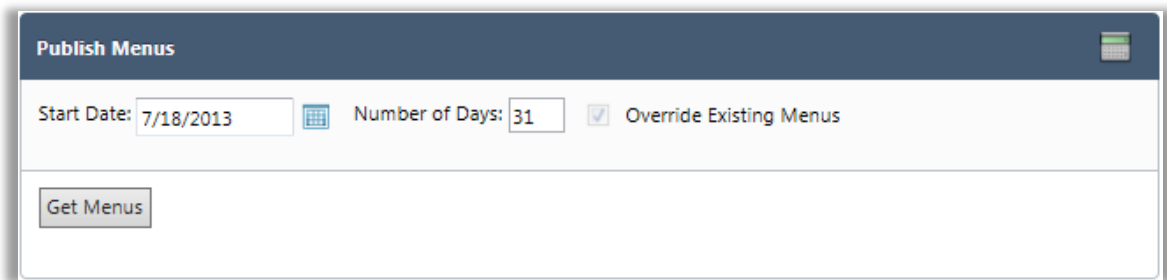 Publish Menus
Start Date: 7/18/2013 Number of Days: 31 Override Existing Menus
Get Menus